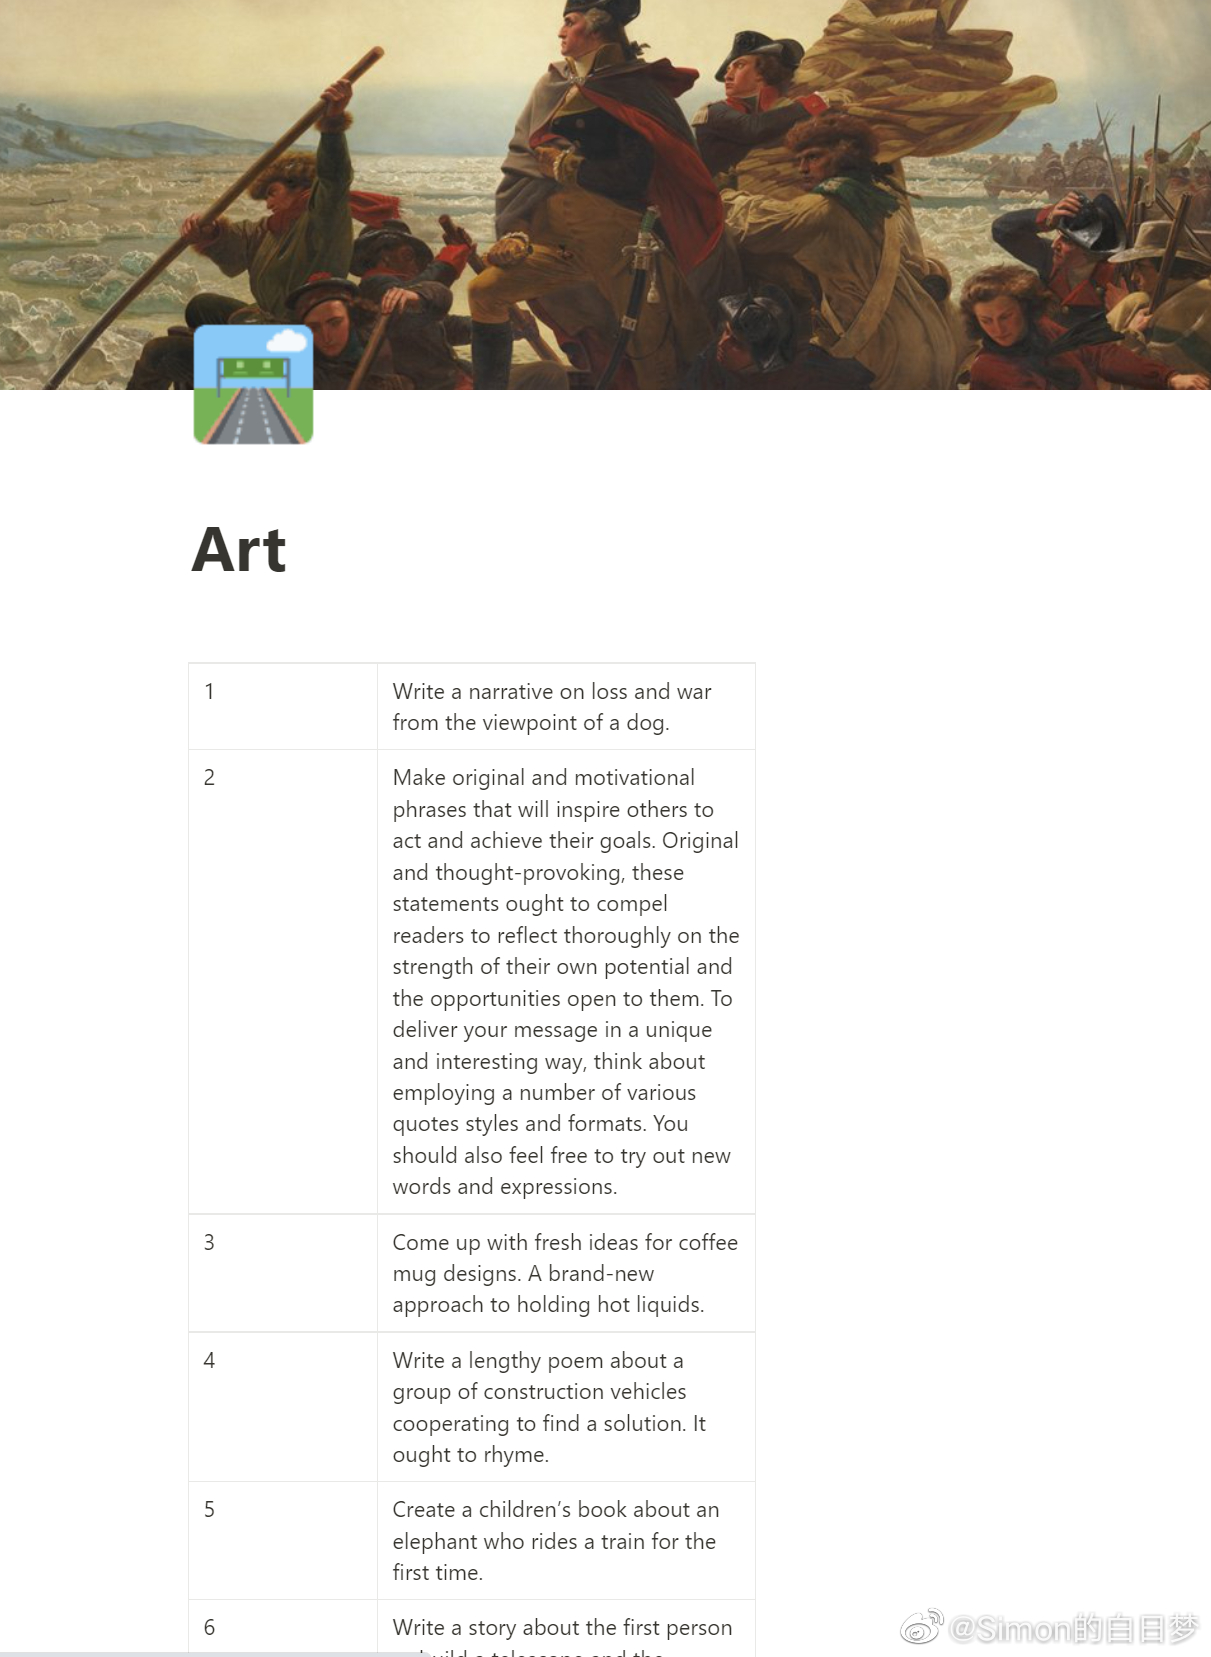 Art
1
Write a narrative on loss and war
from the viewpoint of a dog.
2
Make original and motivational
phrases that will inspire others to
act and achieve their goals. Original
and thought-provoking, these
statements ought to compel
readers to reflect thoroughly on the
strength of their own potential and
the opportunities open to them. To
deliver your message in a unique
and interesting way, think about
employing a number of various
quotes styles and formats. You
should also feel free to try out new
words and expressions.
3
Come up with fresh ideas for coffee
mug designs. A brand-new
approach to holding hot liquids.
4
Write a lengthy poem about a
group of construction vehicles
cooperating to find a solution. It
ought to rhyme.
5
Create a children’s book about an
elephant who rides a train for the
first time.
6
Write a story about the first person
build a telescope and the
@Simon的白日梦